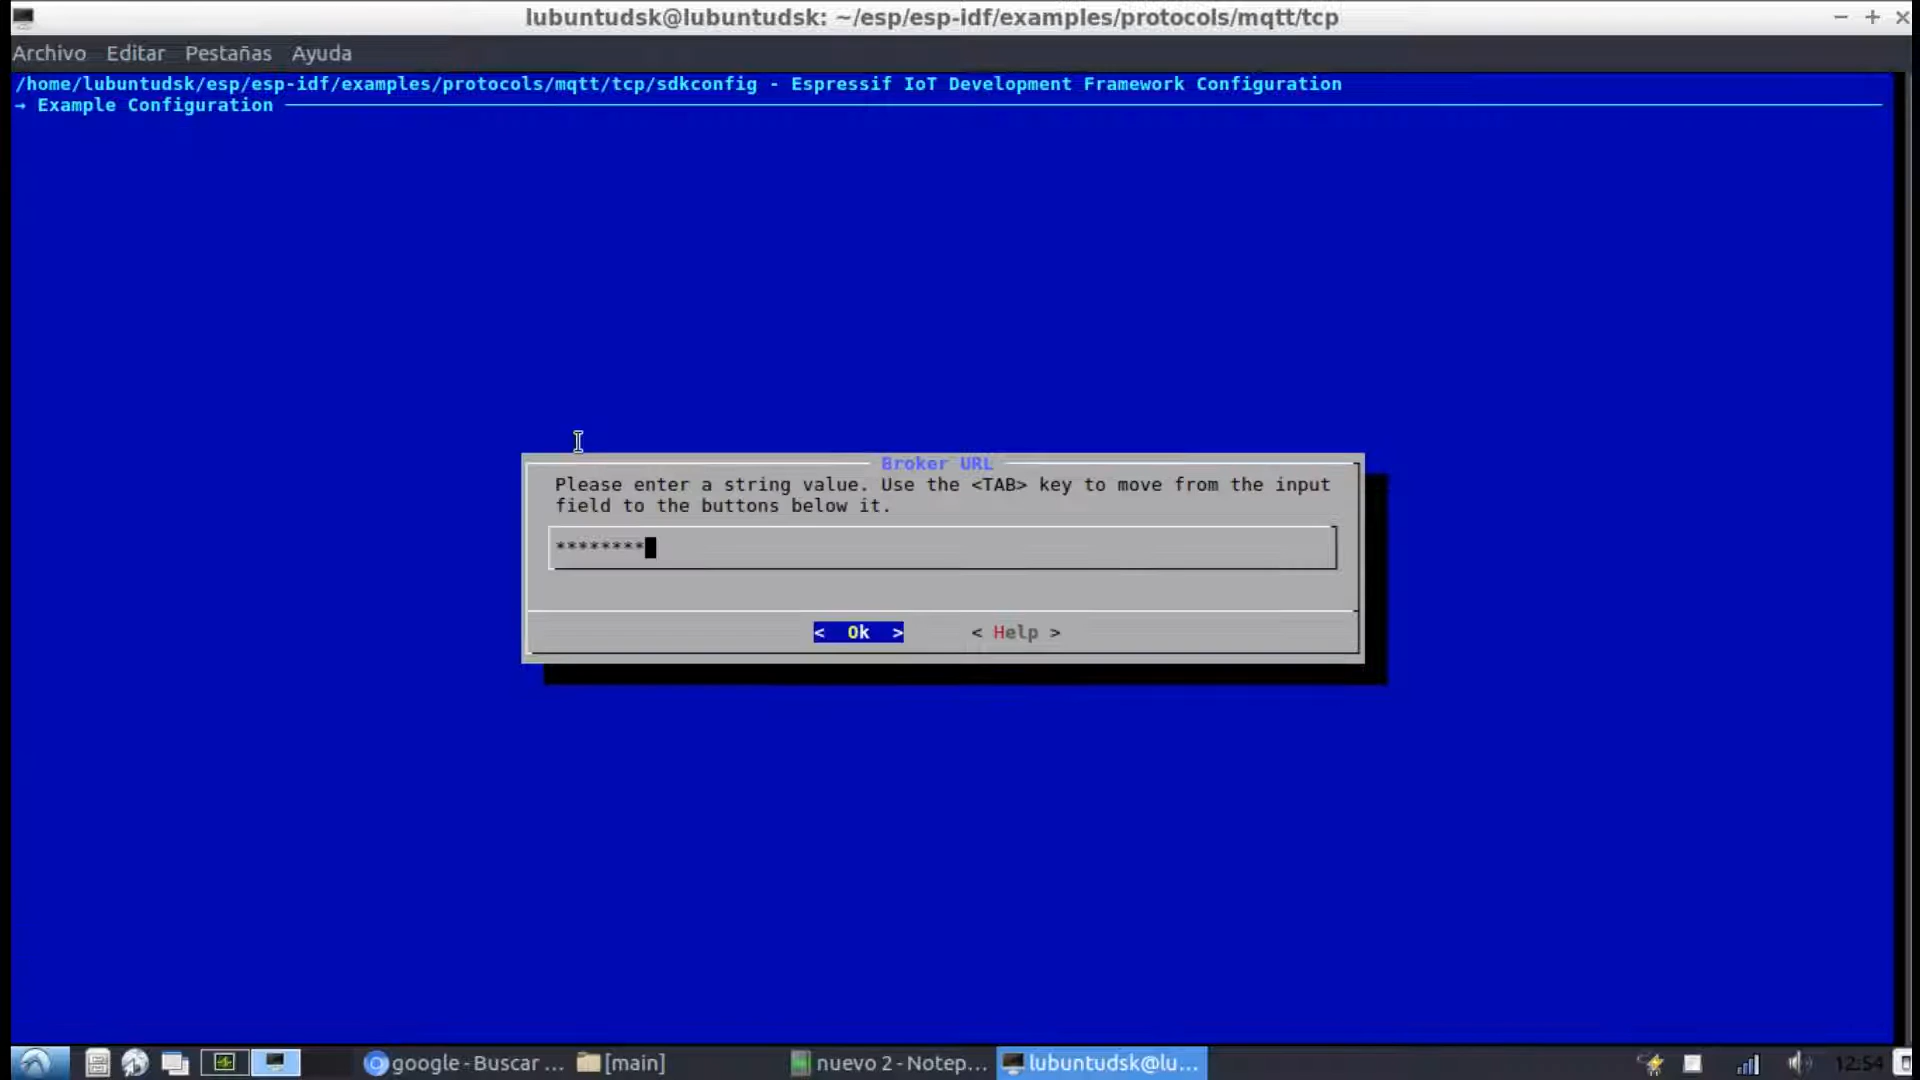 lubuntudsk@lubuntudsk: ~/esp/esp-idf/examples/protocols/mqtt/tcp
Archivo Editar Pestañas Ayuda
/home/lubuntudsk/esp/esp-idf/examples/protocols/mqtt/tcp/sdkconfig - Espressif IoT Development Framework Configuration
→ Example Configuration
Broker URL
Please enter a string value. Use the <TAB> key to move from the input
field to the buttons below it.
********
< Ok > < Help >
google - Buscar ... [main] nuevo 2 - Notep... lubuntudsk@lu... 12:54